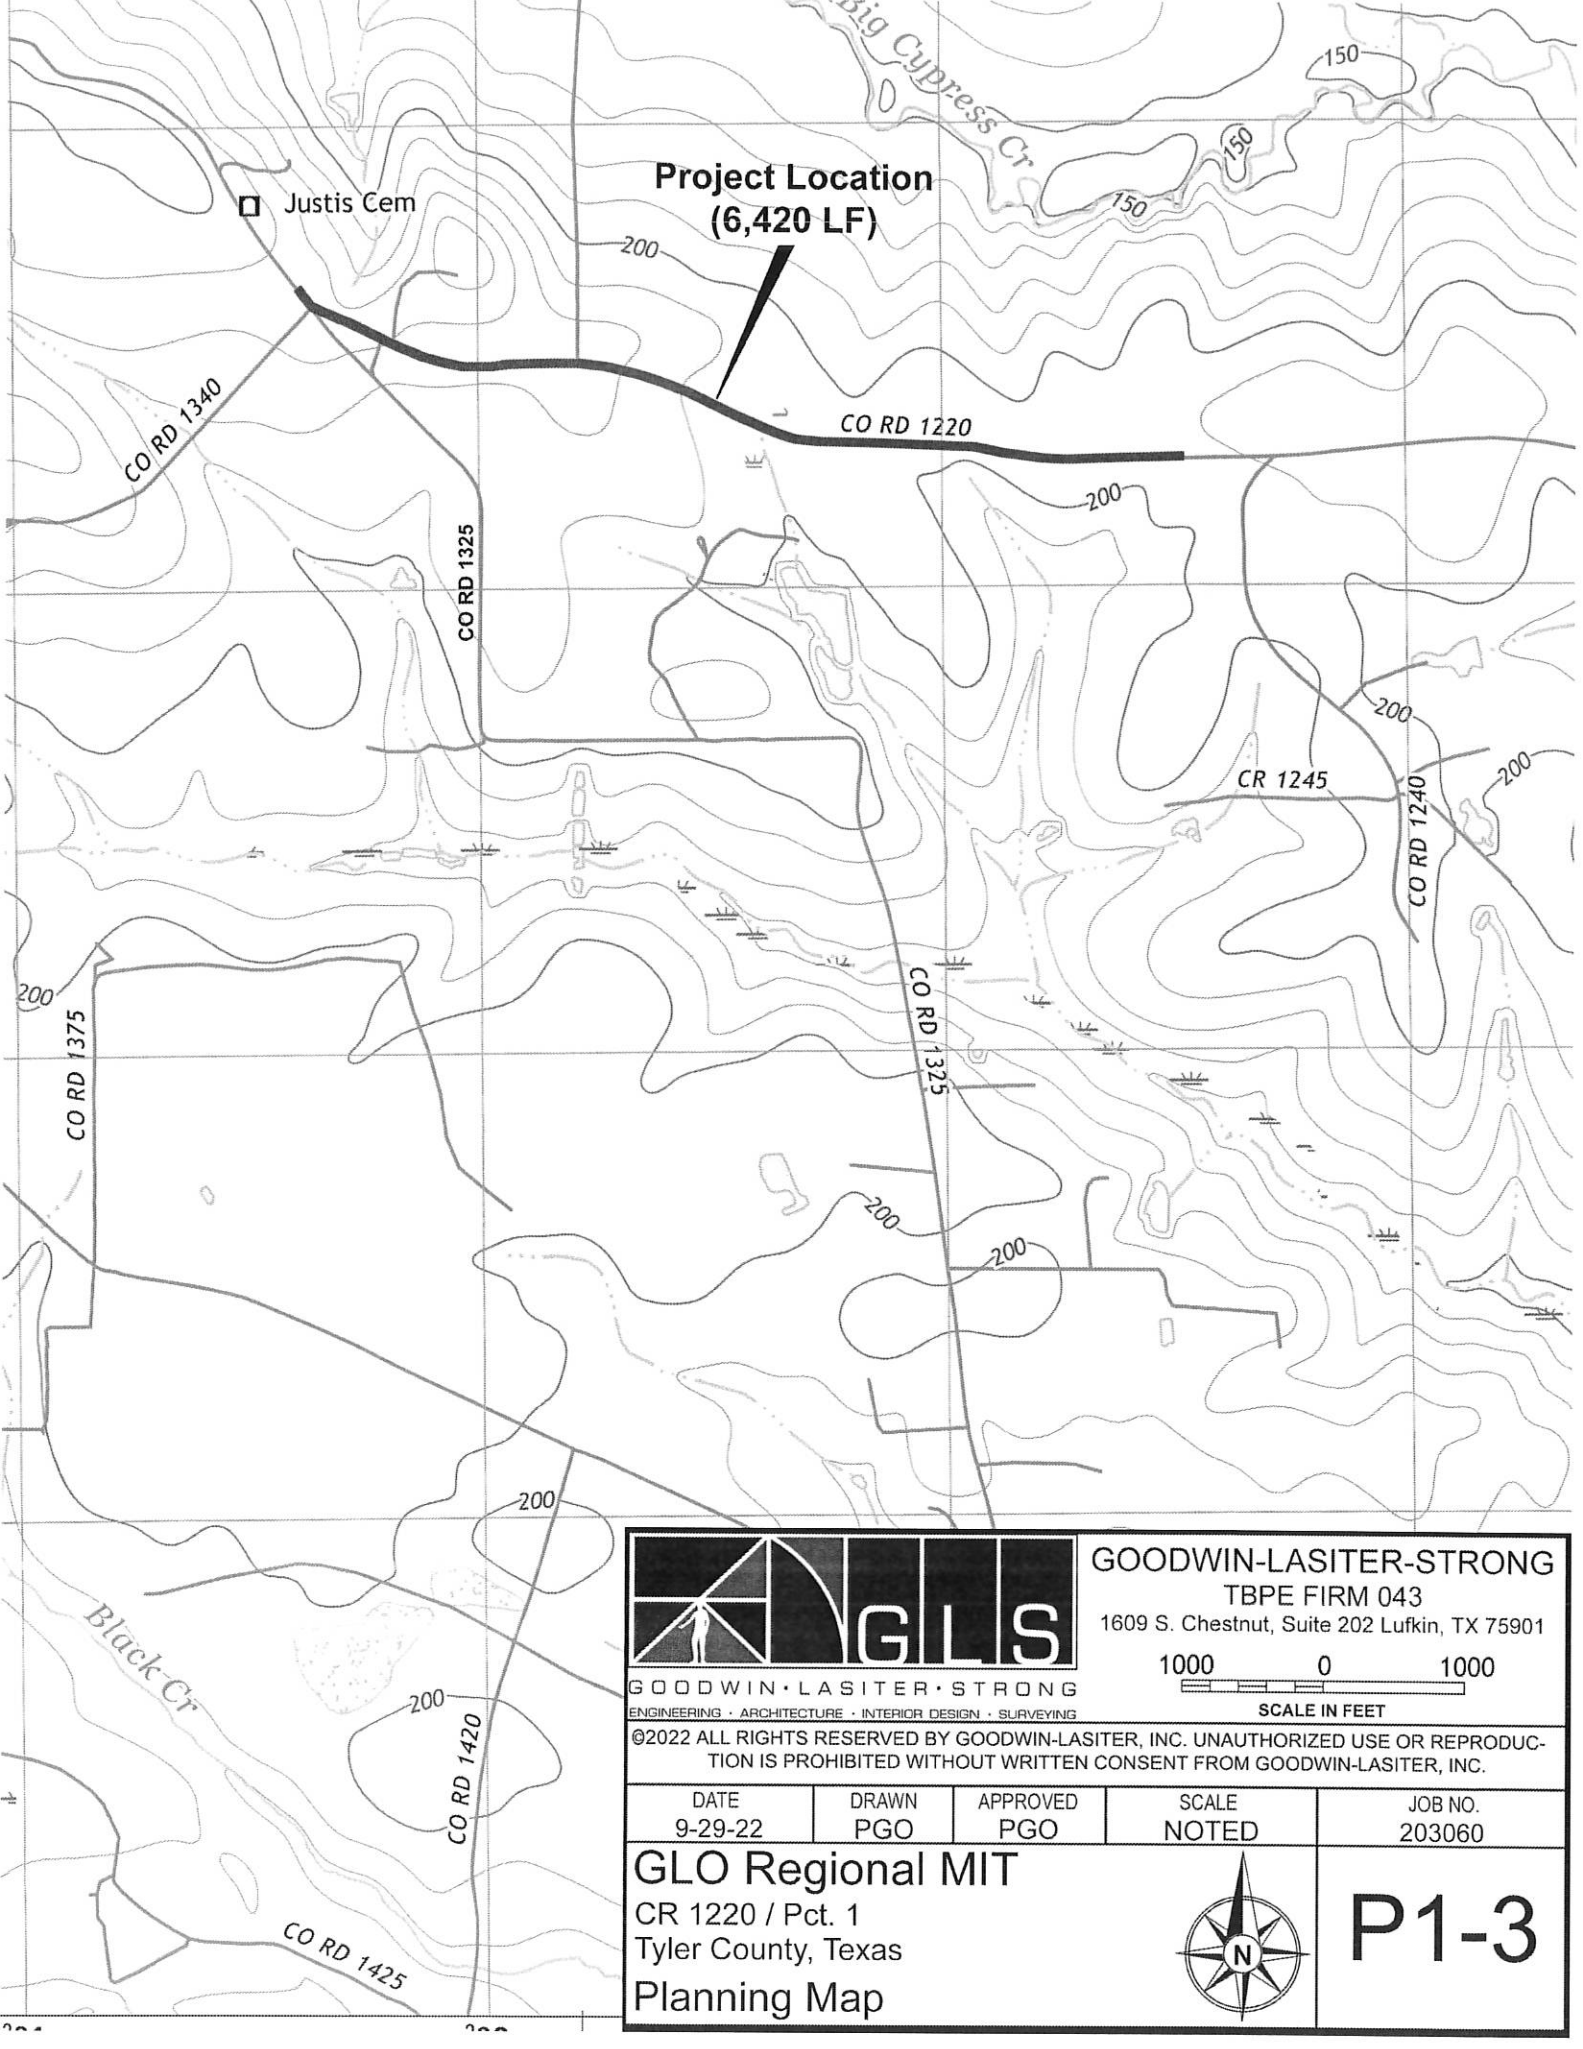 Big Cypress Cr
150
150
150
Project Location
(6,420 LF)
Justis Cem
200
CO RD 1340
CO RD 1220
200
CO RD 1325
200
CR 1245
200
CO RD 1240
CO RD 1325
200
CO RD 1375
200
200
200
Black Cr
200
CO RD 1420
CO RD 1425
GLS
GOODWIN · LASITER · STRONG
ENGINEERING · ARCHITECTURE · INTERIOR DESIGN · SURVEYING
GOODWIN-LASITER-STRONG
TBPE FIRM 043
1609 S. Chestnut, Suite 202 Lufkin, TX 75901
1000 0 1000
SCALE IN FEET
©2022 ALL RIGHTS RESERVED BY GOODWIN-LASITER, INC. UNAUTHORIZED USE OR REPRODUC-
TION IS PROHIBITED WITHOUT WRITTEN CONSENT FROM GOODWIN-LASITER, INC.
DATE DRAWN APPROVED SCALE JOB NO.
9-29-22 PGO PGO NOTED 203060
GLO Regional MIT
CR 1220 / Pct. 1
Tyler County, Texas
Planning Map
N
P1-3